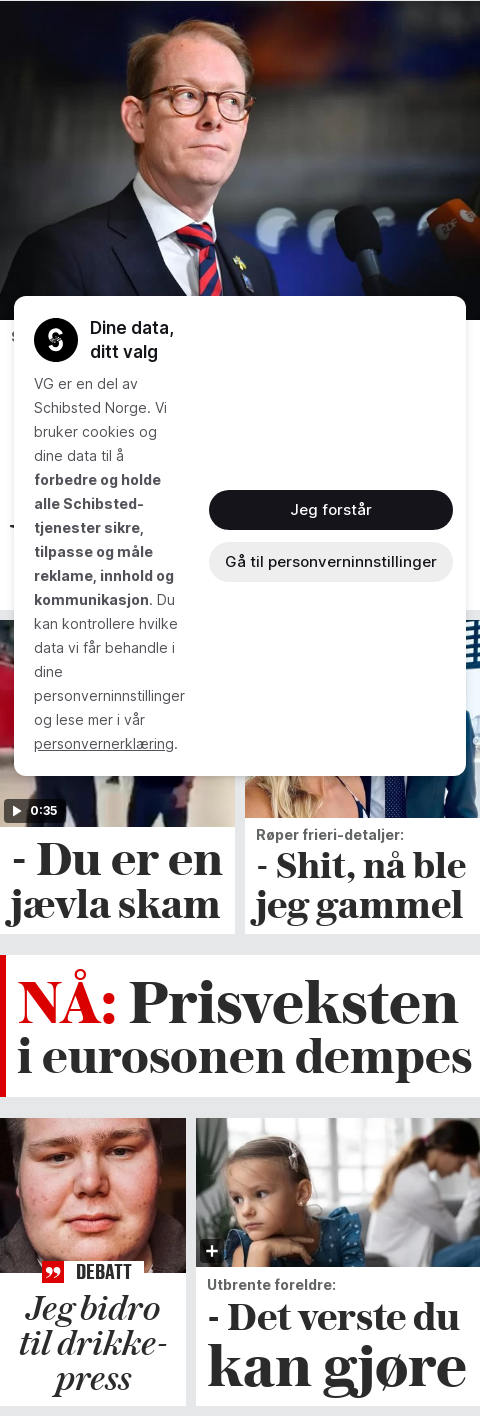 Dine data,
ditt valg
VG er en del av
Schibsted Norge. Vi
bruker cookies og
dine data til å
forbedre og holde
alle Schibsted-
tjenester sikre,
tilpasse og måle
reklame, innhold og
kommunikasjon. Du
kan kontrollere hvilke
data vi får behandle i
dine
personverninnstillinger
og lese mer i vår
personvernerklæring.
Jeg forstår
Gå til personverninnstillinger
0:35
- Du er en
jævla skam
Røper frieri-detaljer:
- Shit, nå ble
jeg gammel
NÅ: Prisveksten
i eurosonen dempes
DEBATT
Jeg bidro
til drikke-
press
Utbrente foreldre:
- Det verste du
kan gjøre